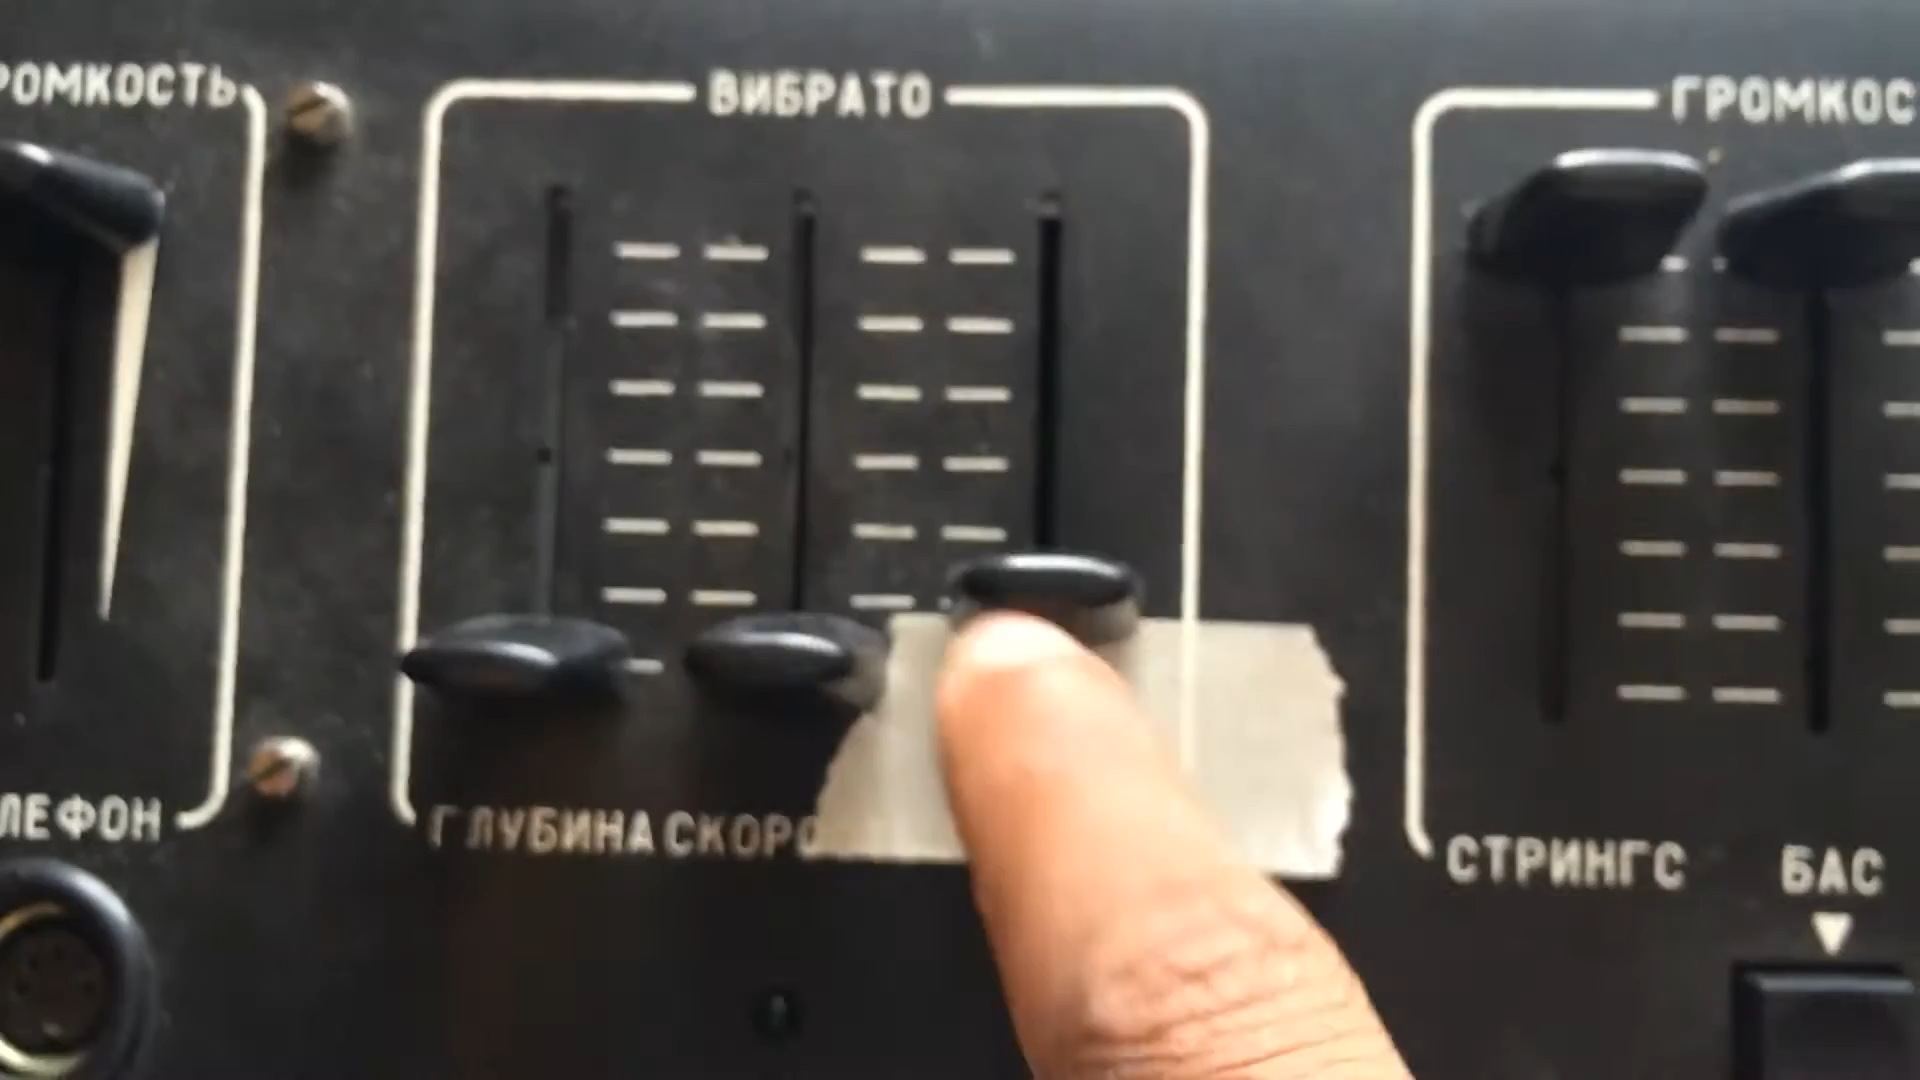 РОМКОСТЬ
ВИБРАТО
ГРОМКОС
ЛЕФОН
ГЛУБИНА СКОРО
СТРИНГС
БАС